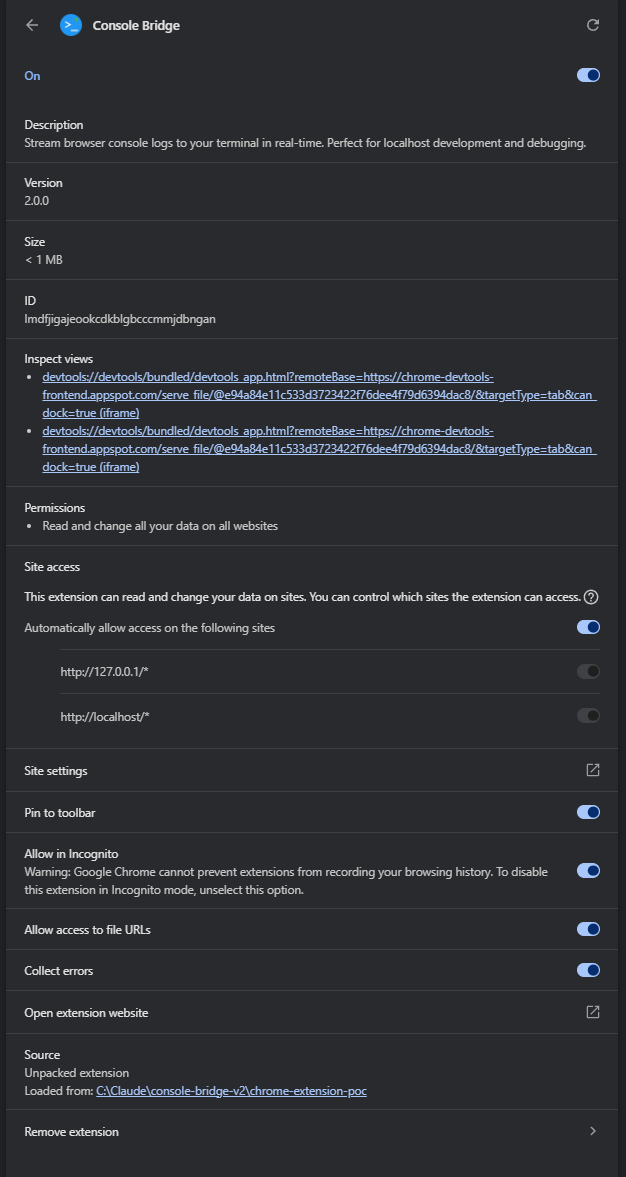 Console Bridge
On
Description
Stream browser console logs to your terminal in real-time. Perfect for localhost development and debugging.
Version
2.0.0
Size
< 1 MB
ID
lmdfjigajeookcdkblgbcccmmjdbngan
Inspect views
• devtools://devtools/bundled/devtools_app.html?remoteBase=https://chrome-devtools-
frontend.appspot.com/serve_file/@e94a84e11c533d3723422f76dee4f79d6394dac8/&targetType=tab&can_
dock=true (iframe)
• devtools://devtools/bundled/devtools_app.html?remoteBase=https://chrome-devtools-
frontend.appspot.com/serve_file/@e94a84e11c533d3723422f76dee4f79d6394dac8/&targetType=tab&can_
dock=true (iframe)
Permissions
• Read and change all your data on all websites
Site access
This extension can read and change your data on sites. You can control which sites the extension can access.
Automatically allow access on the following sites
http://127.0.0.1/*
http://localhost/*
Site settings
Pin to toolbar
Allow in Incognito
Warning: Google Chrome cannot prevent extensions from recording your browsing history. To disable
this extension in Incognito mode, unselect this option.
Allow access to file URLs
Collect errors
Open extension website
Source
Unpacked extension
Loaded from: C:\Claude\console-bridge-v2\chrome-extension-poc
Remove extension